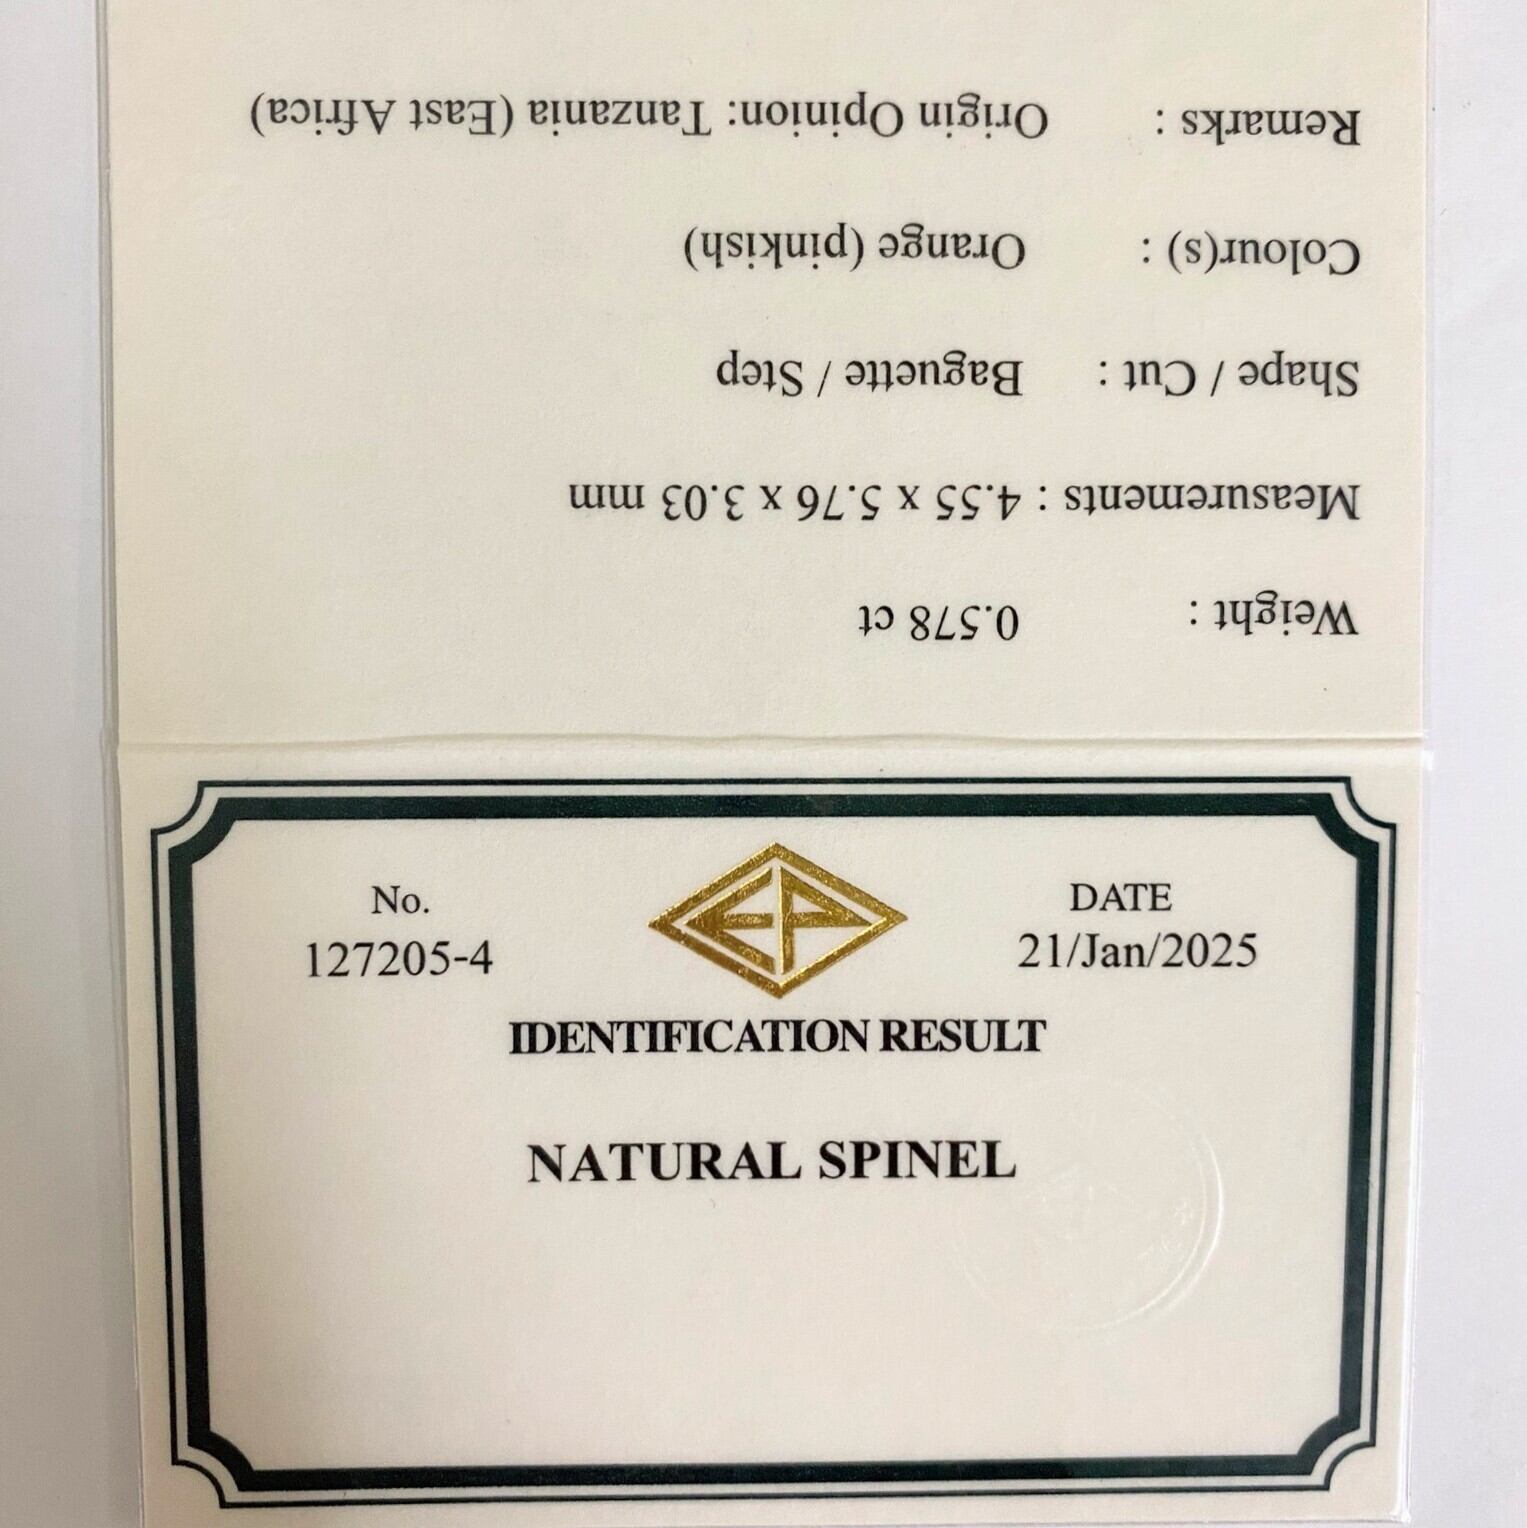 Weight : 0.578 ct
Measurements : 4.55 x 5.76 x 3.03 mm
Shape / Cut : Baguette / Step
Colour(s) : Orange (pinkish)
Remarks : Origin Opinion: Tanzania (East Africa)
No.
127205-4
EP
DATE
21/Jan/2025
IDENTIFICATION RESULT
NATURAL SPINEL